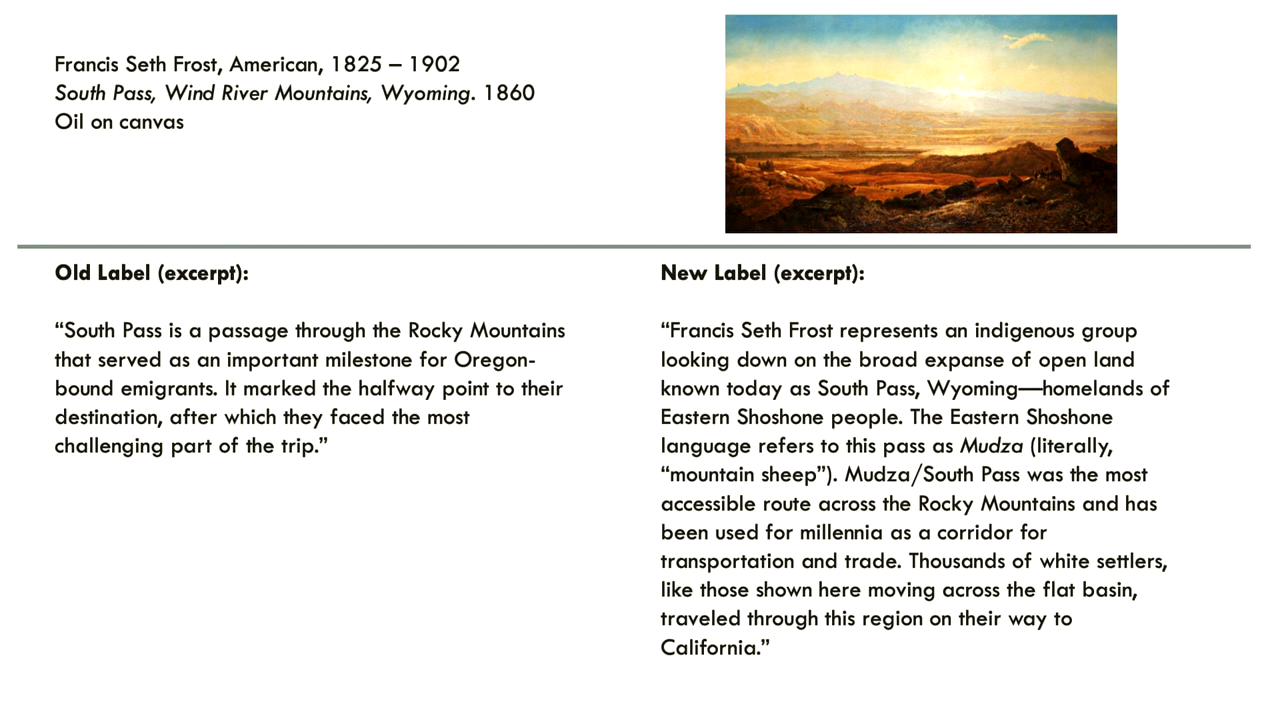 Francis Seth Frost, American, 1825 – 1902
South Pass, Wind River Mountains, Wyoming. 1860
Oil on canvas
Old Label (excerpt):
“South Pass is a passage through the Rocky Mountains
that served as an important milestone for Oregon-
bound emigrants. It marked the halfway point to their
destination, after which they faced the most
challenging part of the trip.”
New Label (excerpt):
“Francis Seth Frost represents an indigenous group
looking down on the broad expanse of open land
known today as South Pass, Wyoming—homelands of
Eastern Shoshone people. The Eastern Shoshone
language refers to this pass as Mudza (literally,
“mountain sheep”). Mudza/South Pass was the most
accessible route across the Rocky Mountains and has
been used for millennia as a corridor for
transportation and trade. Thousands of white settlers,
like those shown here moving across the flat basin,
traveled through this region on their way to
California.”